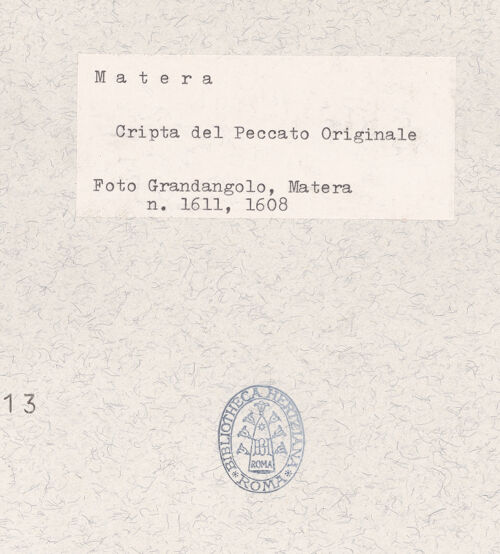 Matera
Cripta del Peccato Originale
Foto Grandangolo, Matera
n. 1611, 1608
13
BIBLIOTHECA HERTZIANA
ROMA
ROMA